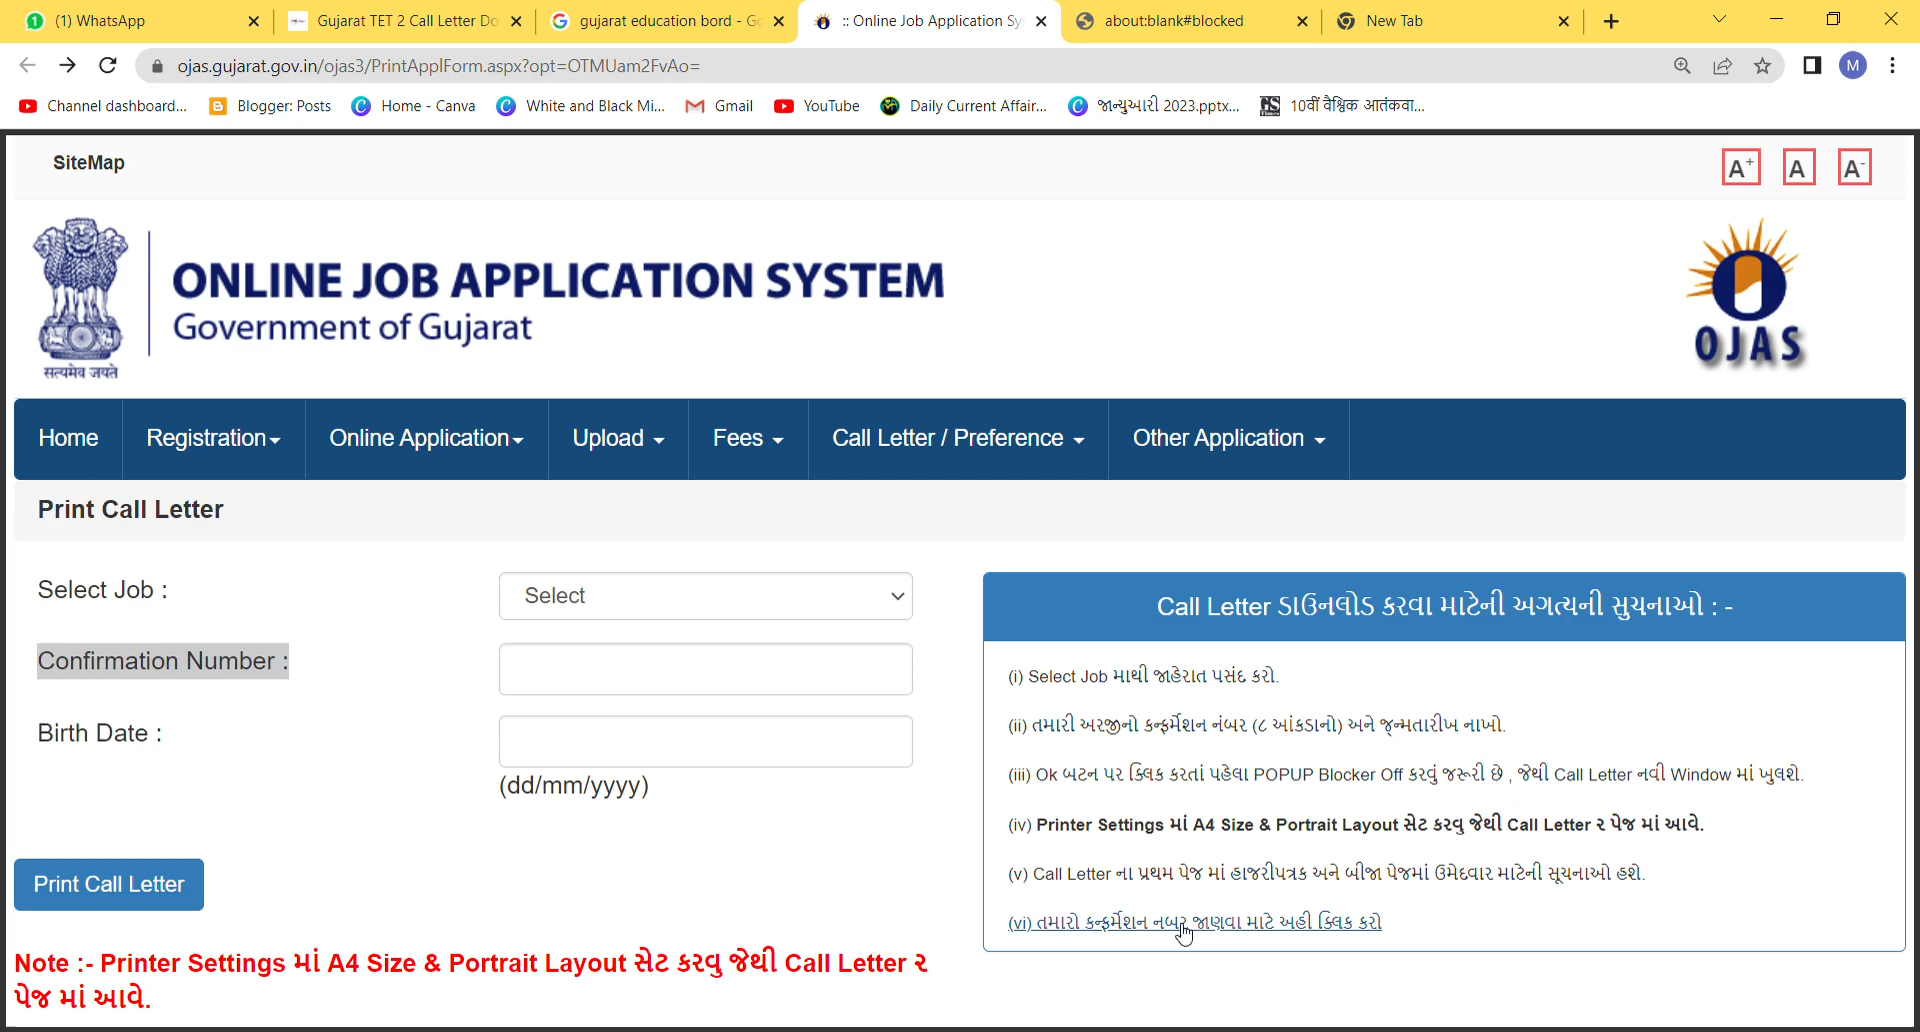 (1) WhatsApp
Gujarat TET 2 Call Letter Do
gujarat education bord - Go
:: Online Job Application Sy
about:blank#blocked
New Tab
ojas.gujarat.gov.in/ojas3/PrintApplForm.aspx?opt=OTMUam2FvAo=
M
Channel dashboard...
Blogger: Posts
Home - Canva
White and Black Mi...
Gmail
YouTube
Daily Current Affair...
જાન્યુઆરી 2023.pptx...
10वीं वैश्विक आतंकवा...
SiteMap
A+ A A-
सत्यमेव जयते
ONLINE JOB APPLICATION SYSTEM
Government of Gujarat
OJAS
Home
Registration
Online Application
Upload
Fees
Call Letter / Preference
Other Application
Print Call Letter
Select Job :
Select
Confirmation Number :
Birth Date :
(dd/mm/yyyy)
Print Call Letter
Note :- Printer Settings માં A4 Size & Portrait Layout સેટ કરવુ જેથી Call Letter ૨
પેજ માં આવે.
Call Letter ડાઉનલોડ કરવા માટેની અગત્યની સુચનાઓ : -
(i) Select Job માથી જાહેરાત પસંદ કરો.
(ii) તમારી અરજીનો કન્ફર્મેશન નંબર (૮ આંકડાનો) અને જ્ન્મતારીખ નાખો.
(iii) Ok બટન પર ક્લિક કરતાં પહેલા POPUP Blocker Off કરવું જરૂરી છે , જેથી Call Letter નવી Window માં ખુલશે.
(iv) Printer Settings માં A4 Size & Portrait Layout સેટ કરવુ જેથી Call Letter ૨ પેજ માં આવે.
(v) Call Letter ના પ્રથમ પેજ માં હાજરીપત્રક અને બીજા પેજમાં ઉમેદવાર માટેની સૂચનાઓ હશે.
(vi) તમારો કન્ફર્મેશન નબર જાણવા માટે અહી ક્લિક કરો